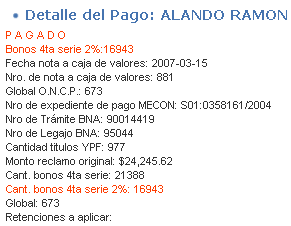 Detalle del Pago: ALANDO RAMON
P A G A D O
Bonos 4ta serie 2%:16943
Fecha nota a caja de valores: 2007-03-15
Nro. de nota a caja de valores: 881
Global O.N.C.P.: 673
Nro de expediente de pago MECON: S01:0358161/2004
Nro de Trámite BNA: 90014419
Nro de Legajo BNA: 95044
Cantidad titulos YPF: 977
Monto reclamo original: $24,245.62
Cant. bonos 4ta serie: 21388
Cant. bonos 4ta serie 2%: 16943
Global: 673
Retenciones a aplicar: